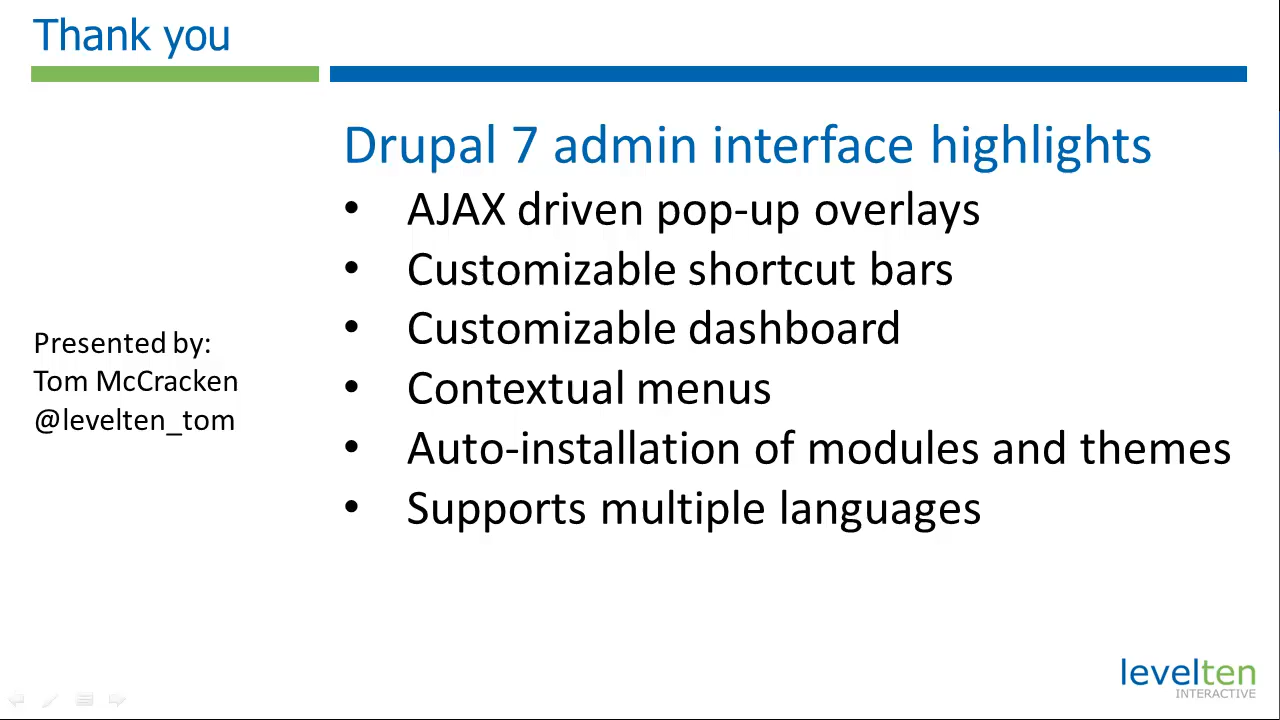 Thank you
Presented by:
Tom McCracken
@levelten_tom
Drupal 7 admin interface highlights
• AJAX driven pop-up overlays
• Customizable shortcut bars
• Customizable dashboard
• Contextual menus
• Auto-installation of modules and themes
• Supports multiple languages
levelten
INTERACTIVE